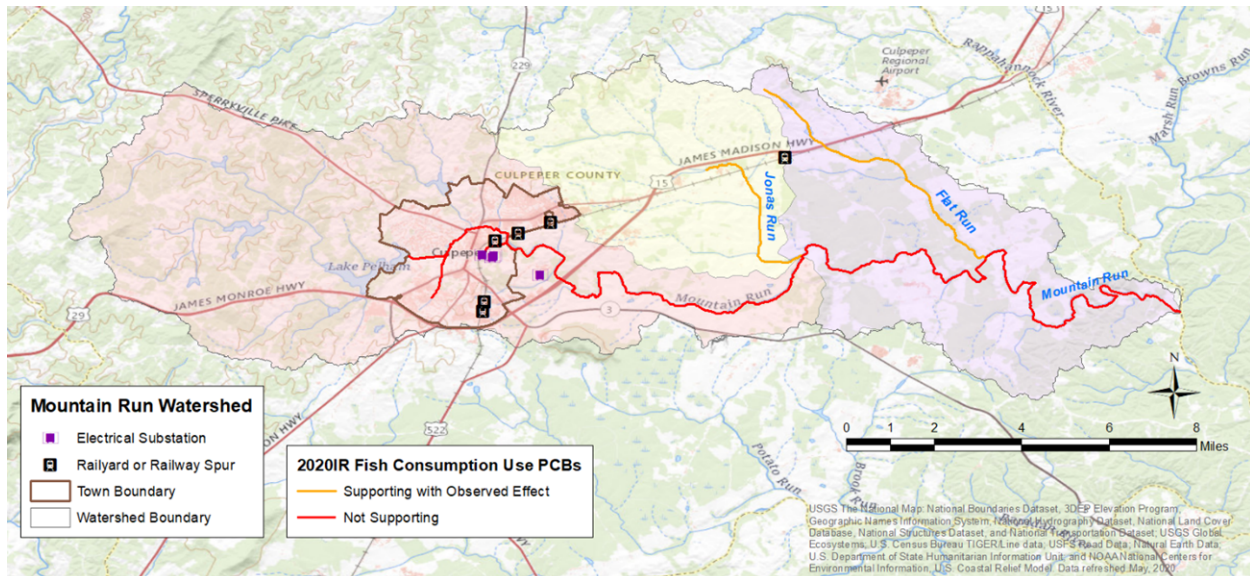 15
Culpeper
Regional
Airport
Rappahannock River
Browns Run
Marsh Run
229
SPERRYVILLE PIKE
JAMES MADISON HWY
CULPEPER COUNTY
15
Jonas Run
Flat Run
Culpeper
Lake Pelham
Mountain Run
Mountain Run
JAMES MONROE HWY
29
3
522
Potato Run
Brook Run
N
0 1 2 4 6 8
Miles
Mountain Run Watershed
Electrical Substation
Railyard or Railway Spur
Town Boundary
Watershed Boundary
ON HWY
2020IR Fish Consumption Use PCBs
Supporting with Observed Effect
Not Supporting
USGS The National Map: National Boundaries Dataset, 3DEP Elevation Program,
Geographic Names Information System, National Hydrography Dataset, National Land Cover
Database, National Structures Dataset, and National Transportation Dataset; USGS Global
Ecosystems; U.S. Census Bureau TIGER/Line data; USFS Road Data; Natural Earth Data;
U.S. Department of State Humanitarian Information Unit; and NOAA National Centers for
Environmental Information, U.S. Coastal Relief Model. Data refreshed May, 2020.